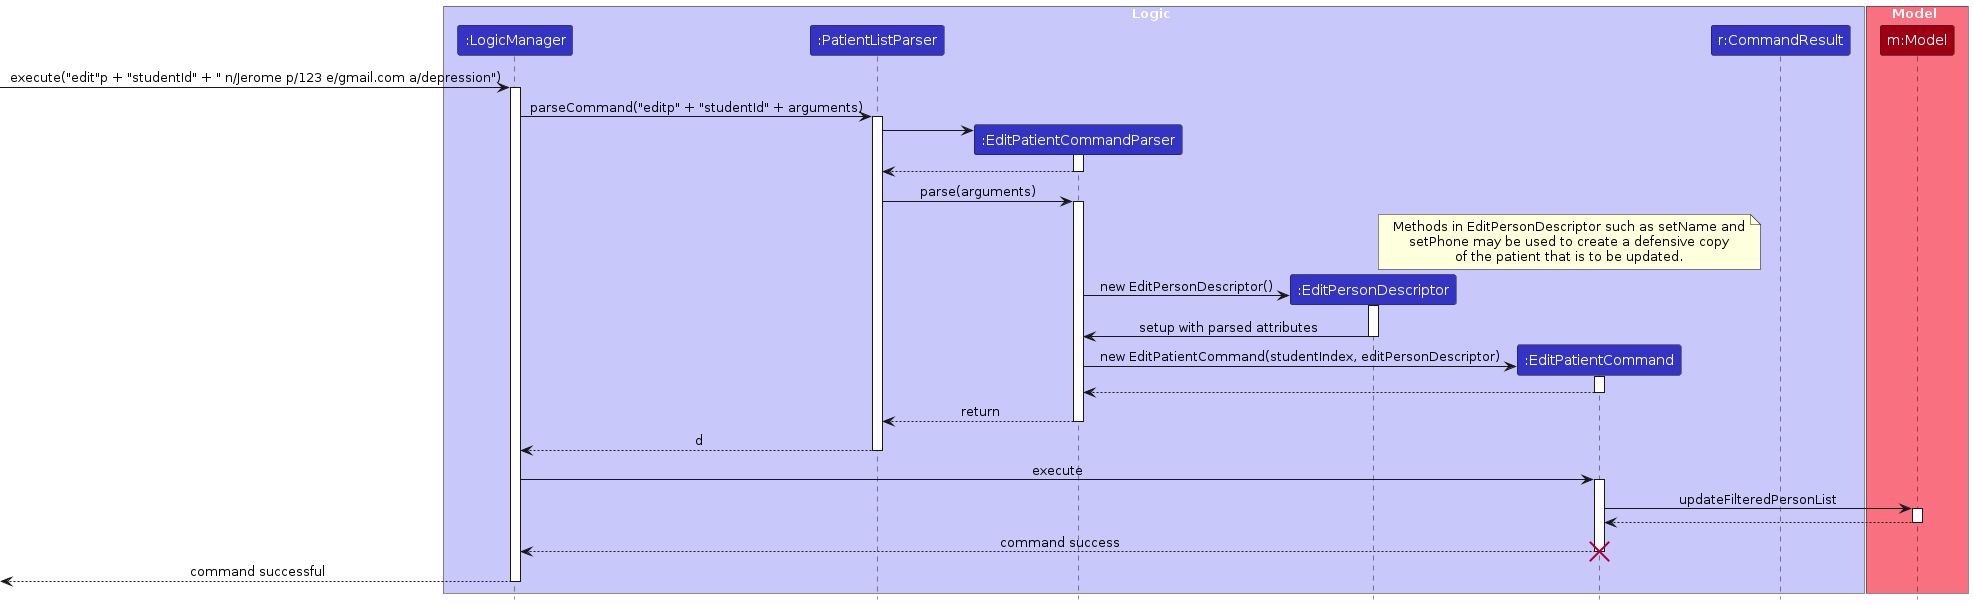 Logic
Model
:LogicManager
:PatientListParser
r:CommandResult
m:Model
execute("edit"p + "studentId" + " n/Jerome p/123 e/gmail.com a/depression")
parseCommand("editp" + "studentId" + arguments)
:EditPatientCommandParser
parse(arguments)
Methods in EditPersonDescriptor such as setName and
setPhone may be used to create a defensive copy
of the patient that is to be updated.
new EditPersonDescriptor()
:EditPersonDescriptor
setup with parsed attributes
new EditPatientCommand(studentIndex, editPersonDescriptor)
:EditPatientCommand
return
d
execute
updateFilteredPersonList
command success
command successful